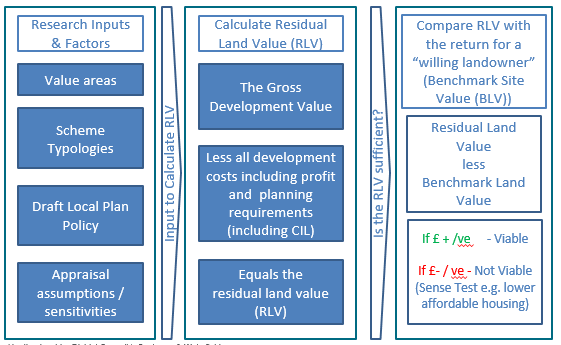 Research Inputs
& Factors
Value areas
Scheme
Typologies
Draft Local Plan
Policy
Appraisal
assumptions /
sensitivities
Input to Calculate RLV
Calculate Residual
Land Value (RLV)
The Gross
Development Value
Less all development
costs including profit
and planning
requirements
(including CIL)
Equals the
residual land value
(RLV)
Is the RLV sufficient?
Compare RLV with
the return for a
“willing landowner”
(Benchmark Site
Value (BLV))
Residual Land
Value
less
Benchmark Land
Value
If £ + /ve - Viable
If £- / ve - Not Viable
(Sense Test e.g. lower
affordable housing)